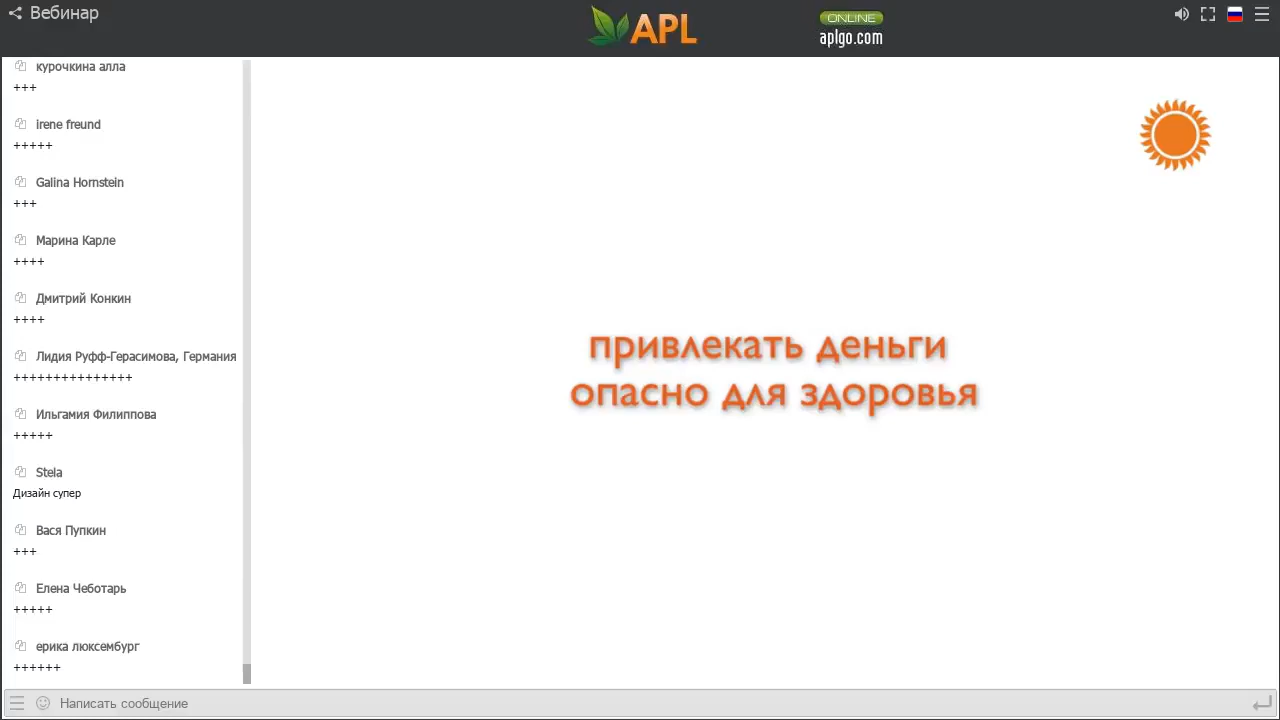 Вебинар
APL
ONLINE
aplgo.com
курочкина алла
+++
irene freund
+++++
Galina Hornstein
+++
Марина Карле
++++
Дмитрий Конкин
++++
Лидия Руфф-Герасимова, Германия
+++++++++++++++
Ильгамия Филиппова
+++++
Stela
Дизайн супер
Вася Пупкин
+++
Елена Чеботарь
+++++
ерика люксембург
++++++
привлекать деньги
опасно для здоровья
Написать сообщение